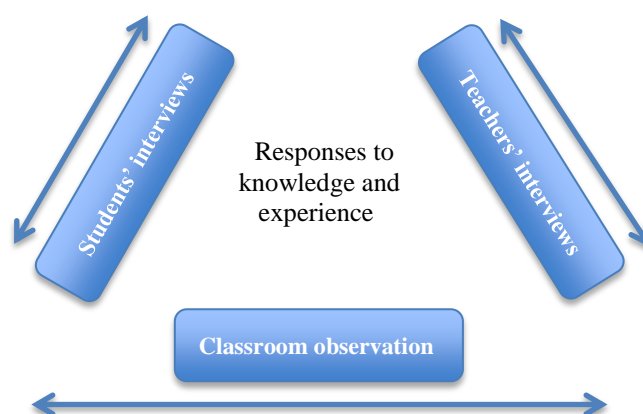 Students’ interviews
Teachers’ interviews
Responses to
knowledge and
experience
Classroom observation